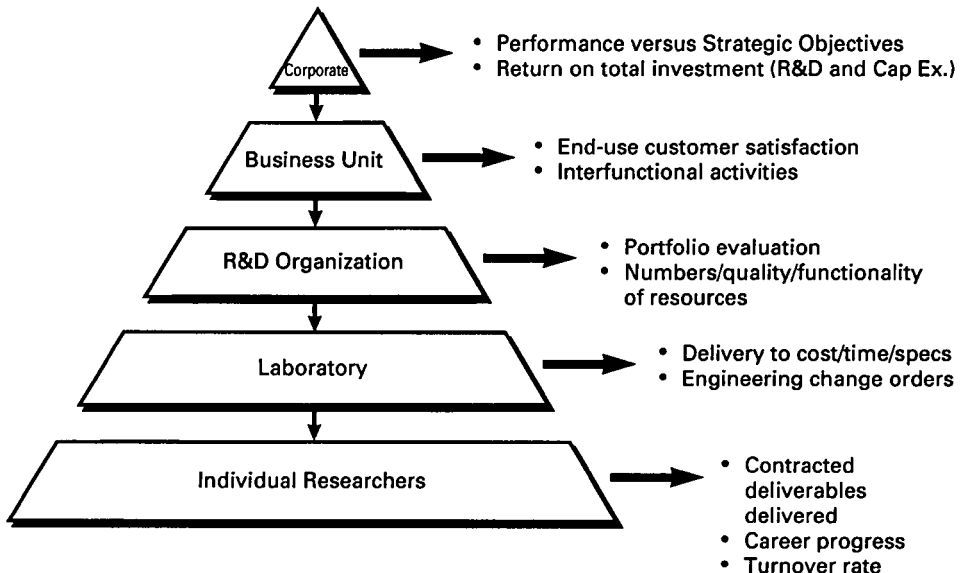 Corporate
• Performance versus Strategic Objectives
• Return on total investment (R&D and Cap Ex.)
Business Unit
• End-use customer satisfaction
• Interfunctional activities
R&D Organization
• Portfolio evaluation
• Numbers/quality/functionality
of resources
Laboratory
• Delivery to cost/time/specs
• Engineering change orders
Individual Researchers
• Contracted
deliverables
delivered
• Career progress
• Turnover rate